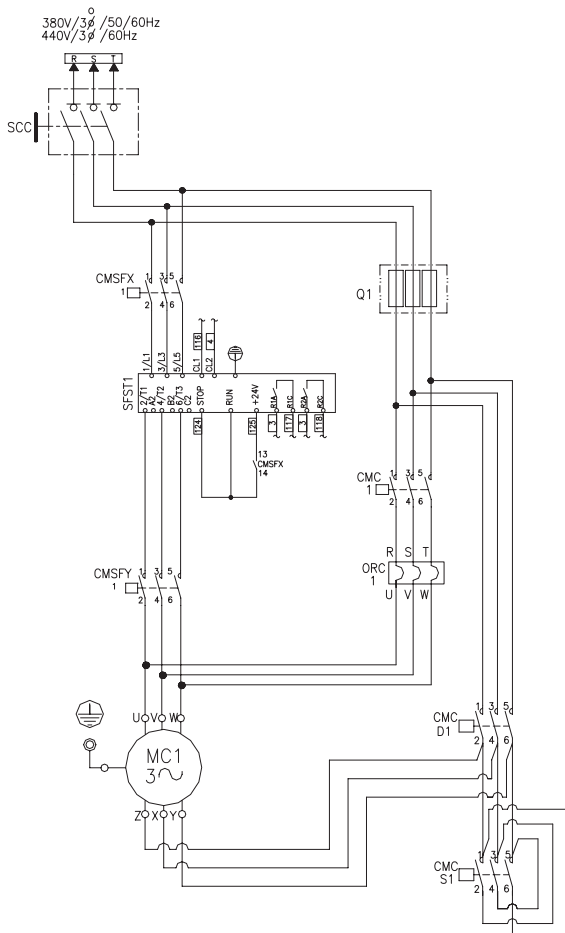 380V/3ø/50/60Hz
440V/3ø/60Hz
R S T
SCC
CMSFX
1
1 3 5
2 4 6
Q1
1/L1 3/L3 5/L5 CL1 116 CL2 4
SFST1
2/T1 A2 4/T2 B2 6/T3 C2 STOP RUN +24V R1A R1C R2A R2C
124 125 3 117 3 118
13
CMSFX
14
CMC
1
1 3 5
2 4 6
R S T
ORC
1
U V W
CMSFY
1
1 3 5
2 4 6
U V W
MC1
3
Z X Y
CMC
D1
1 3 5
2 4 6
CMC
S1
1 3 5
2 4 6